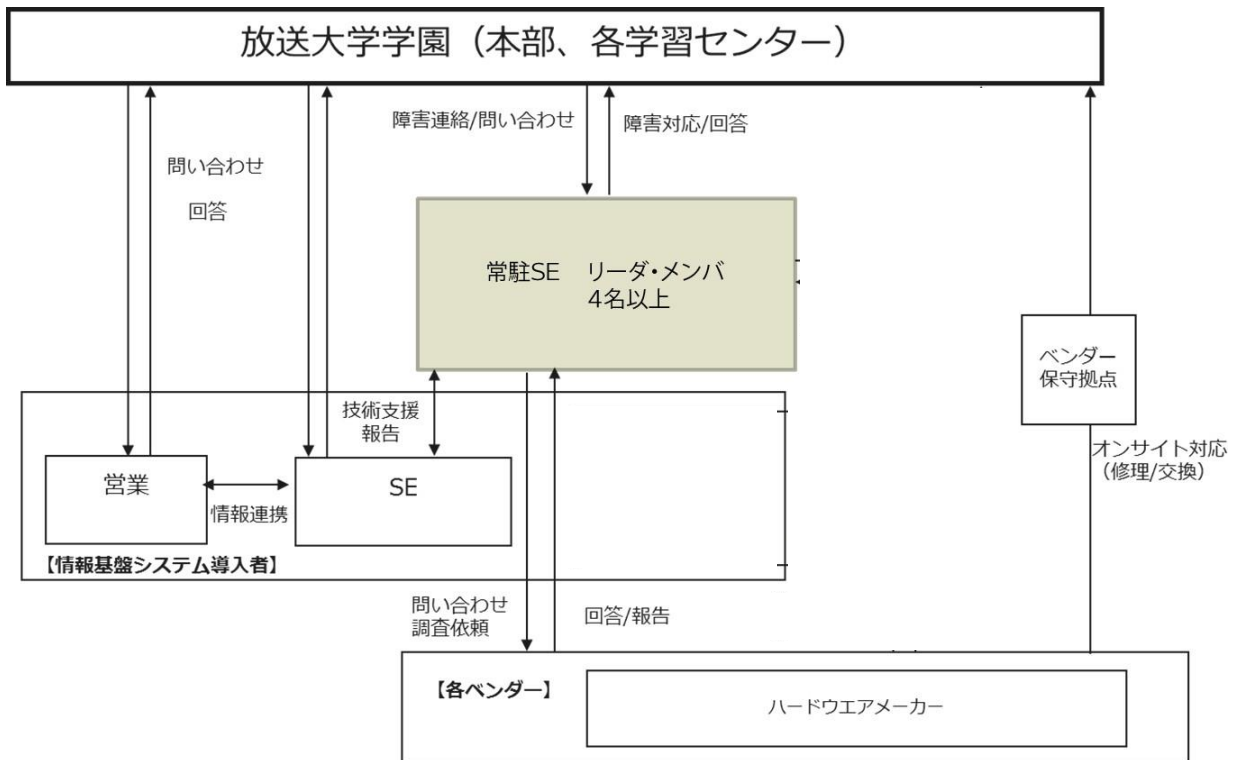 放送大学学園（本部、各学習センター）
障害連絡/問い合わせ
障害対応/回答
問い合わせ
回答
常駐SE　リーダ・メンバ
4名以上
ベンダー
保守拠点
技術支援
報告
オンサイト対応
（修理/交換）
営業
SE
情報連携
【情報基盤システム導入者】
問い合わせ
調査依頼
回答/報告
【各ベンダー】
ハードウエアメーカー